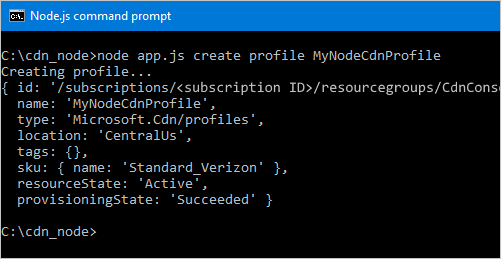 Node.js command prompt
C:\cdn_node>node app.js create profile MyNodeCdnProfile
Creating profile...
{ id: '/subscriptions/<subscription ID>/resourcegroups/CdnCons
name: 'MyNodeCdnProfile',
type: 'Microsoft.Cdn/profiles',
location: 'CentralUs',
tags: {},
sku: { name: 'Standard_Verizon' },
resourceState: 'Active',
provisioningState: 'Succeeded' }
C:\cdn_node>